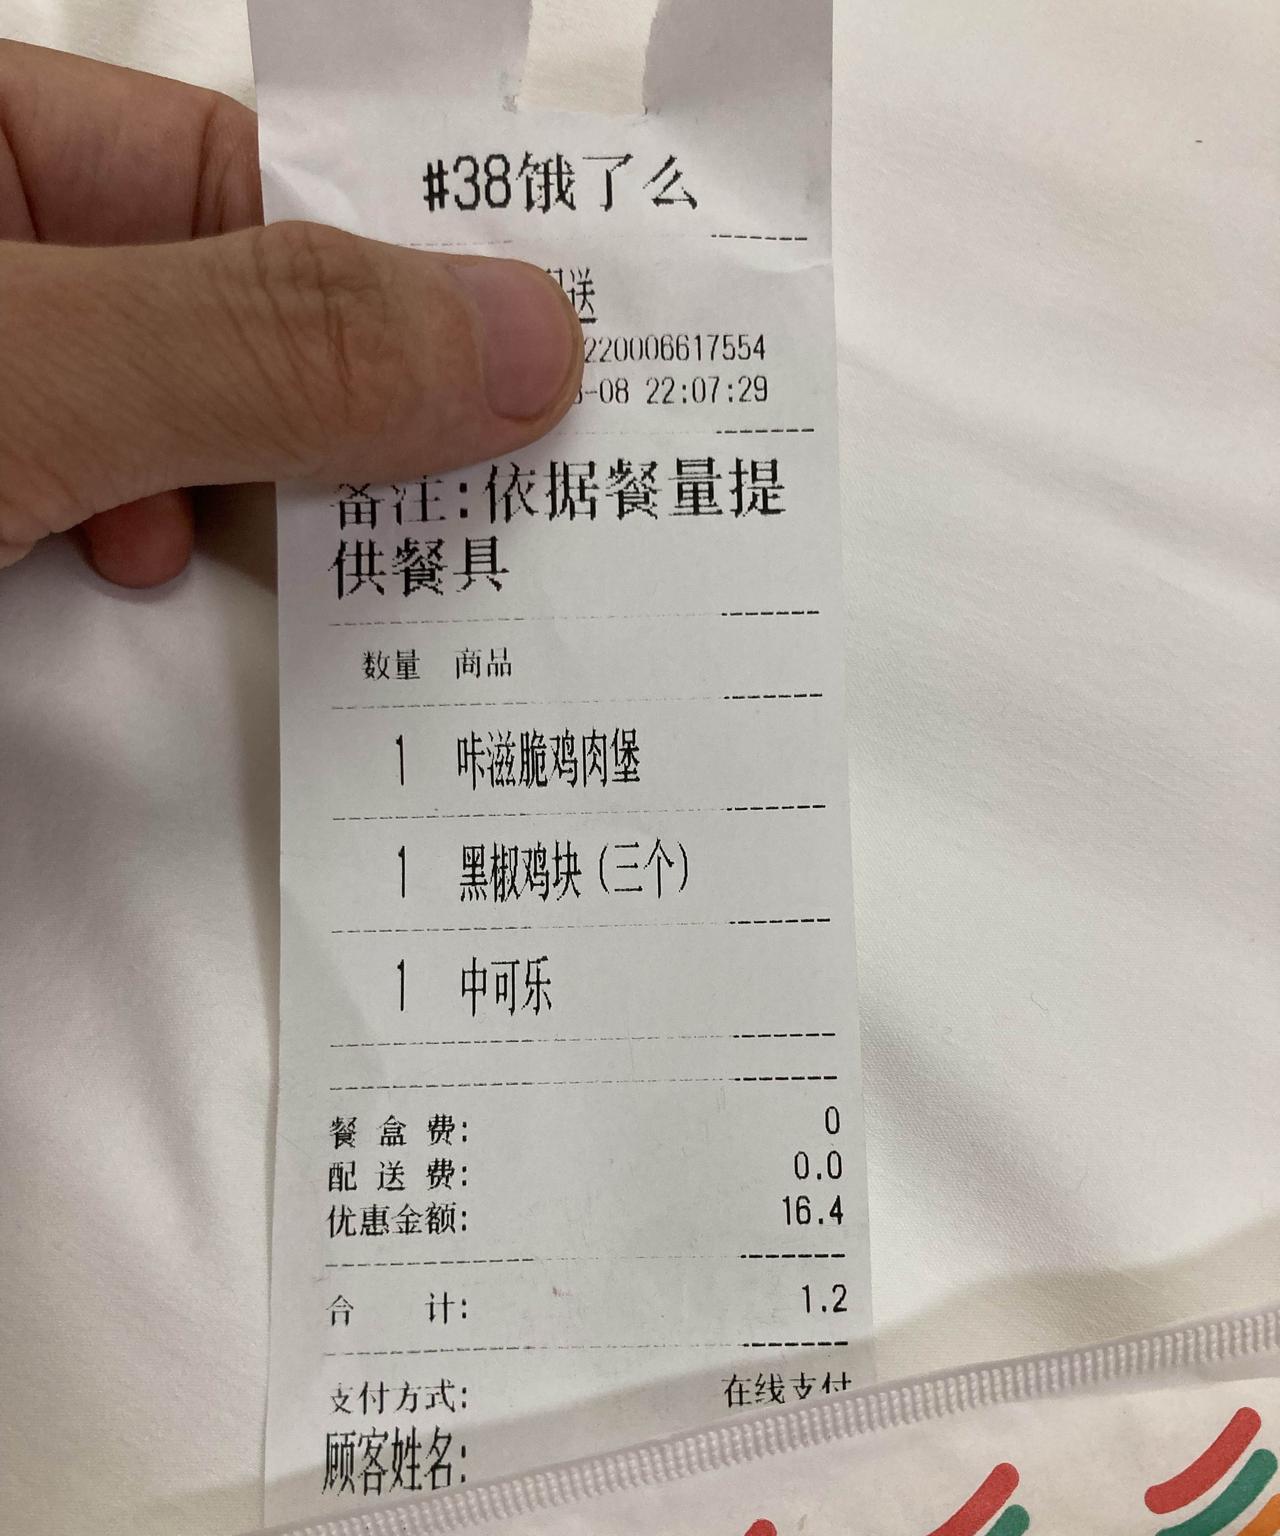 #38饿了么
送
220006617554
-08 22:07:29
备注:依据餐量提
供餐具
数量 商品
1 咔滋脆鸡肉堡
1 黑椒鸡块(三个)
1 中可乐
餐 盒 费: 0
配 送 费: 0.0
优惠金额: 16.4
合 计: 1.2
支付方式: 在线支付
顾客姓名: